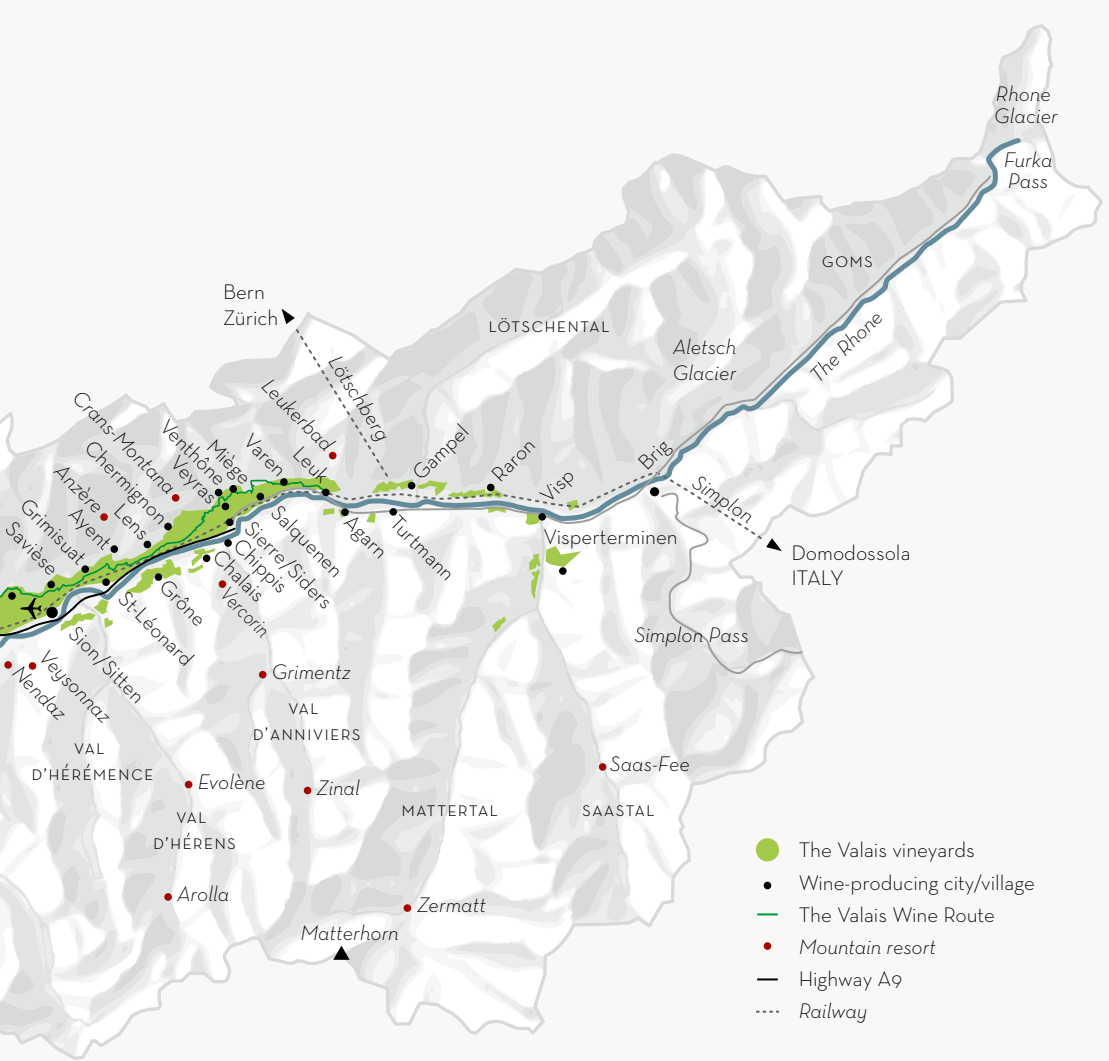 Rhone
Glacier
Furka
Pass
GOMS
Bern
Zürich
LÖTSCHENTAL
Aletsch
Glacier
The Rhone
Lötschberg
Leukerbad
Crans-Montana
Chermignon
Venthône
Veyras
Miège
Varen
Leuk
Gampel
Raron
Visp
Brig
Simplon
Anzère
Lens
Ayent
Grimisuat
Savièse
Salquenen
Sierre/Siders
Chippis
Chalais
Vercorin
Agarn
Turtmann
Visperterminen
Domodossola
ITALY
Grône
St-Léonard
Sion/Sitten
Veysonnaz
Nendaz
Simplon Pass
Grimentz
VAL
D'ANNIVIERS
VAL
D'HÉRÉMENCE
Evolène
Zinal
Saas-Fee
VAL
D'HÉRENS
MATTERTAL
SAASTAL
Arolla
Zermatt
Matterhorn
The Valais vineyards
Wine-producing city/village
The Valais Wine Route
Mountain resort
Highway A9
Railway